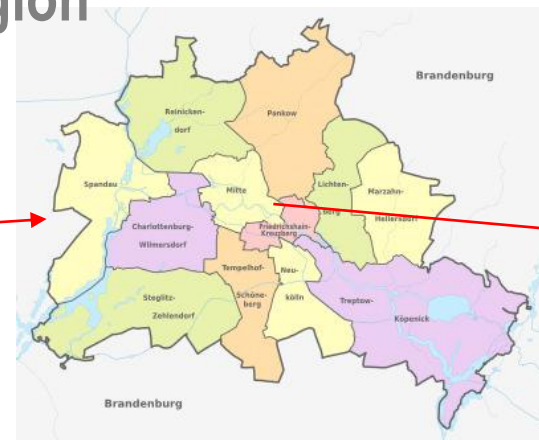 gion
Brandenburg
Reinicken-
dorf
Pankow
Spandau
Mitte
Lichten-
berg
Marzahn-
Hellersdorf
Charlottenburg-
Wilmersdorf
Friedrichshain-
Kreuzberg
Tempelhof-
Schöne-
berg
Neu-
kölln
Steglitz-
Zehlendorf
Treptow-
Köpenick
Brandenburg